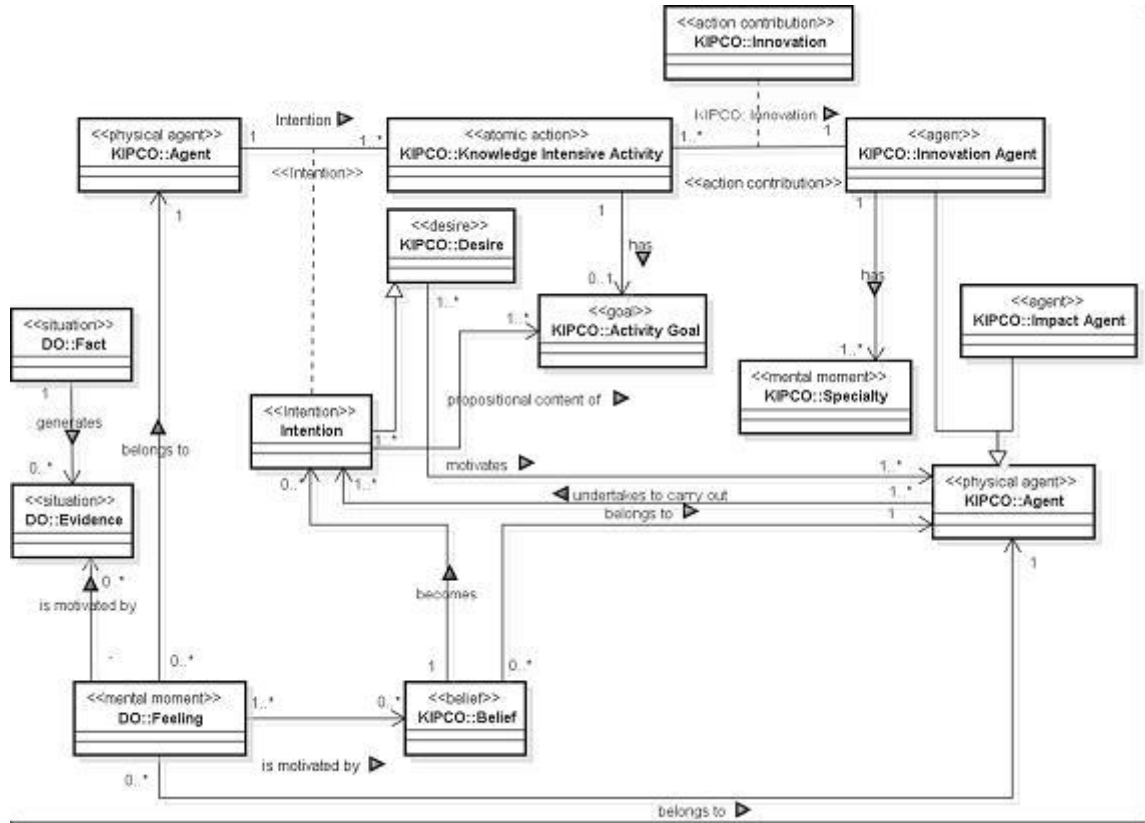 <<action contribution>>
KIPCO::Innovation
<<physical agent>>
KIPCO::Agent
1
Intention
1..*
<<Intention>>
<<atomic action>>
KIPCO::Knowledge Intensive Activity
1..*
KIPCO: Innovation
1
<<action contribution>>
<<agent>>
KIPCO::Innovation Agent
1
1
1
<<desire>>
KIPCO::Desire
has
has
1..*
0..1
<<agent>>
KIPCO::Impact Agent
<<situation>>
DO::Fact
1..*
<<goal>>
KIPCO::Activity Goal
1..*
1
<<mental moment>>
KIPCO::Specialty
generates
<<Intention>>
Intention
propositional content of
belongs to
1..*
0..*
motivates
1..*
0..*
1..*
<<situation>>
DO::Evidence
undertakes to carry out
1..*
<<physical agent>>
KIPCO::Agent
belongs to
1
0..*
1
is motivated by
becomes
0..*
1
0..*
<<mental moment>>
DO::Feeling
1..*
0..*
<<belief>>
KIPCO::Belief
is motivated by
0..*
belongs to